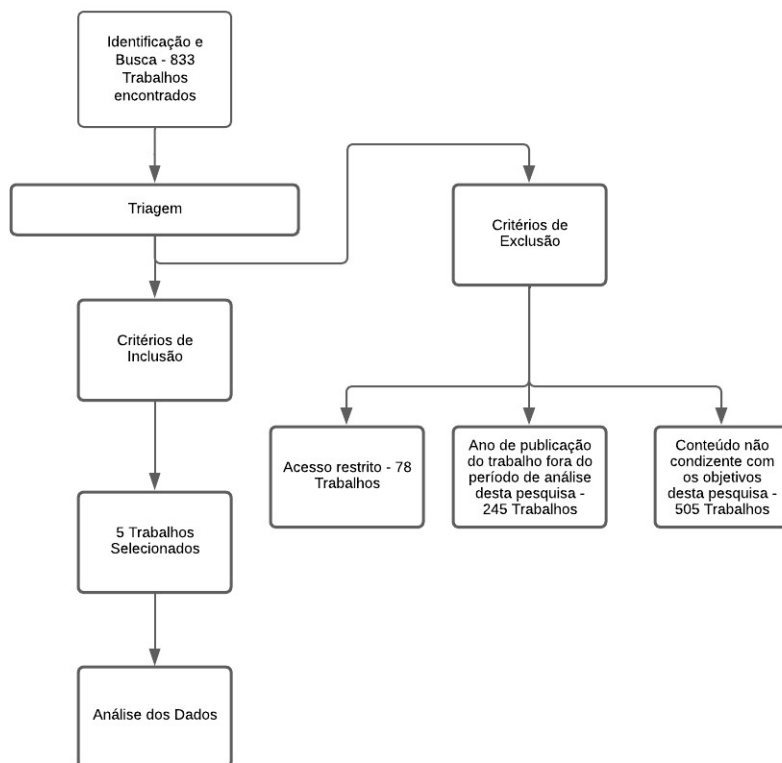 Identificação e
Busca - 833
Trabalhos
encontrados
Triagem
Critérios de
Exclusão
Critérios de
Inclusão
Acesso restrito - 78
Trabalhos
Ano de publicação
do trabalho fora do
período de análise
desta pesquisa -
245 Trabalhos
Conteúdo não
condizente com
os objetivos
desta pesquisa -
505 Trabalhos
5 Trabalhos
Selecionados
Análise dos Dados